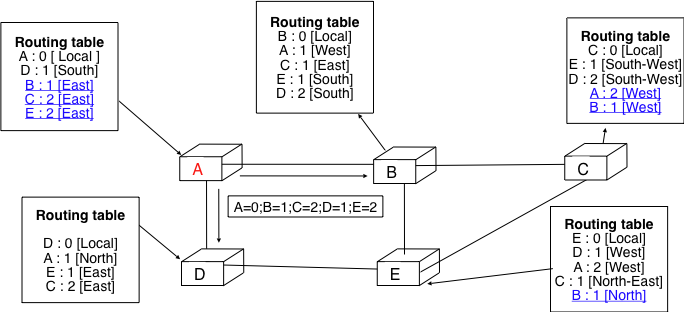 Routing table
A : 0 [ Local ]
D : 1 [South]
B : 1 [East]
C : 2 [East]
E : 2 [East]
Routing table
B : 0 [Local]
A : 1 [West]
C : 1 [East]
E : 1 [South]
D : 2 [South]
Routing table
C : 0 [Local]
E : 1 [South-West]
D : 2 [South-West]
A : 2 [West]
B : 1 [West]
A
B
C
A=0;B=1;C=2;D=1;E=2
Routing table
D : 0 [Local]
A : 1 [North]
E : 1 [East]
C : 2 [East]
D
E
Routing table
E : 0 [Local]
D : 1 [West]
A : 2 [West]
C : 1 [North-East]
B : 1 [North]